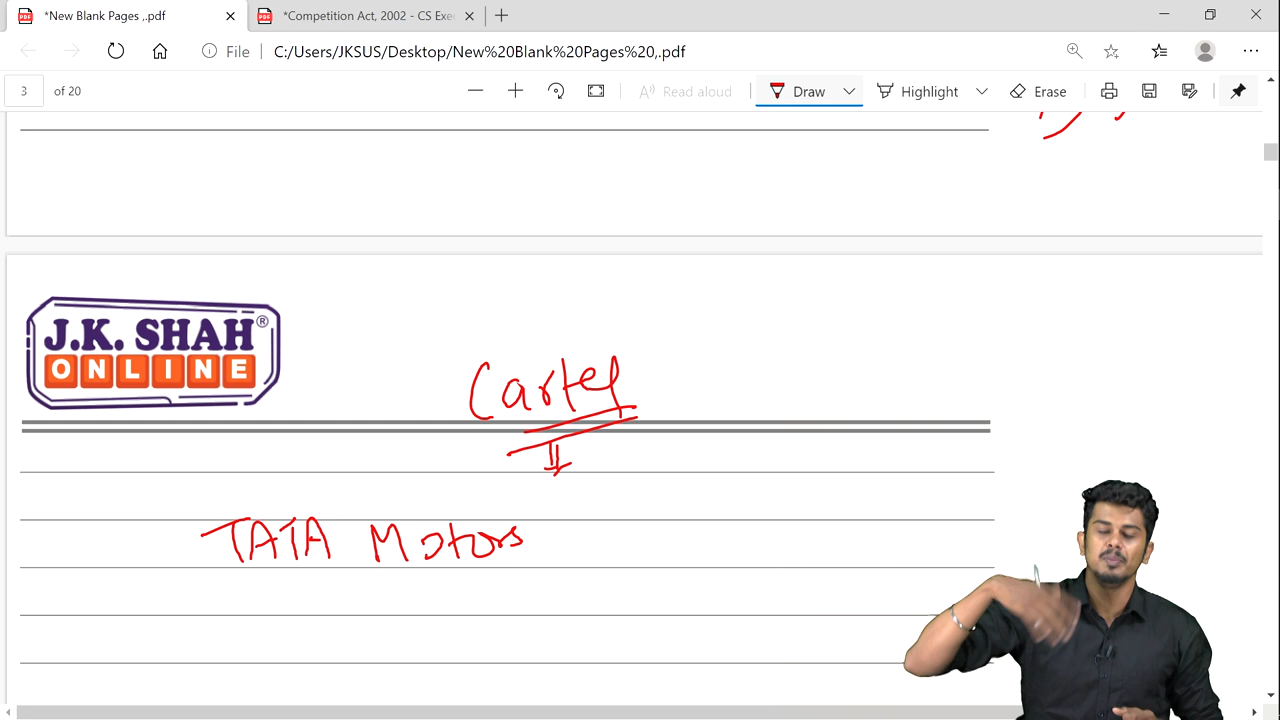 *New Blank Pages ,.pdf
*Competition Act, 2002 - CS Exec
File C:/Users/JKSUS/Desktop/New%20Blank%20Pages%20,.pdf
3 of 20
Read aloud
Draw
Highlight
Erase
J.K. SHAH®
ONLINE
Cartel
I
TATA Motors